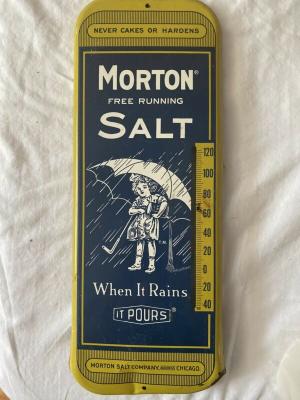 NEVER CAKES OR HARDENS
MORTON®
FREE RUNNING
SALT
120
100
80
60
40
20
0
20
40
T.M.
When It Rains
IT POURS®
MORTON SALT COMPANY, CHICAGO.